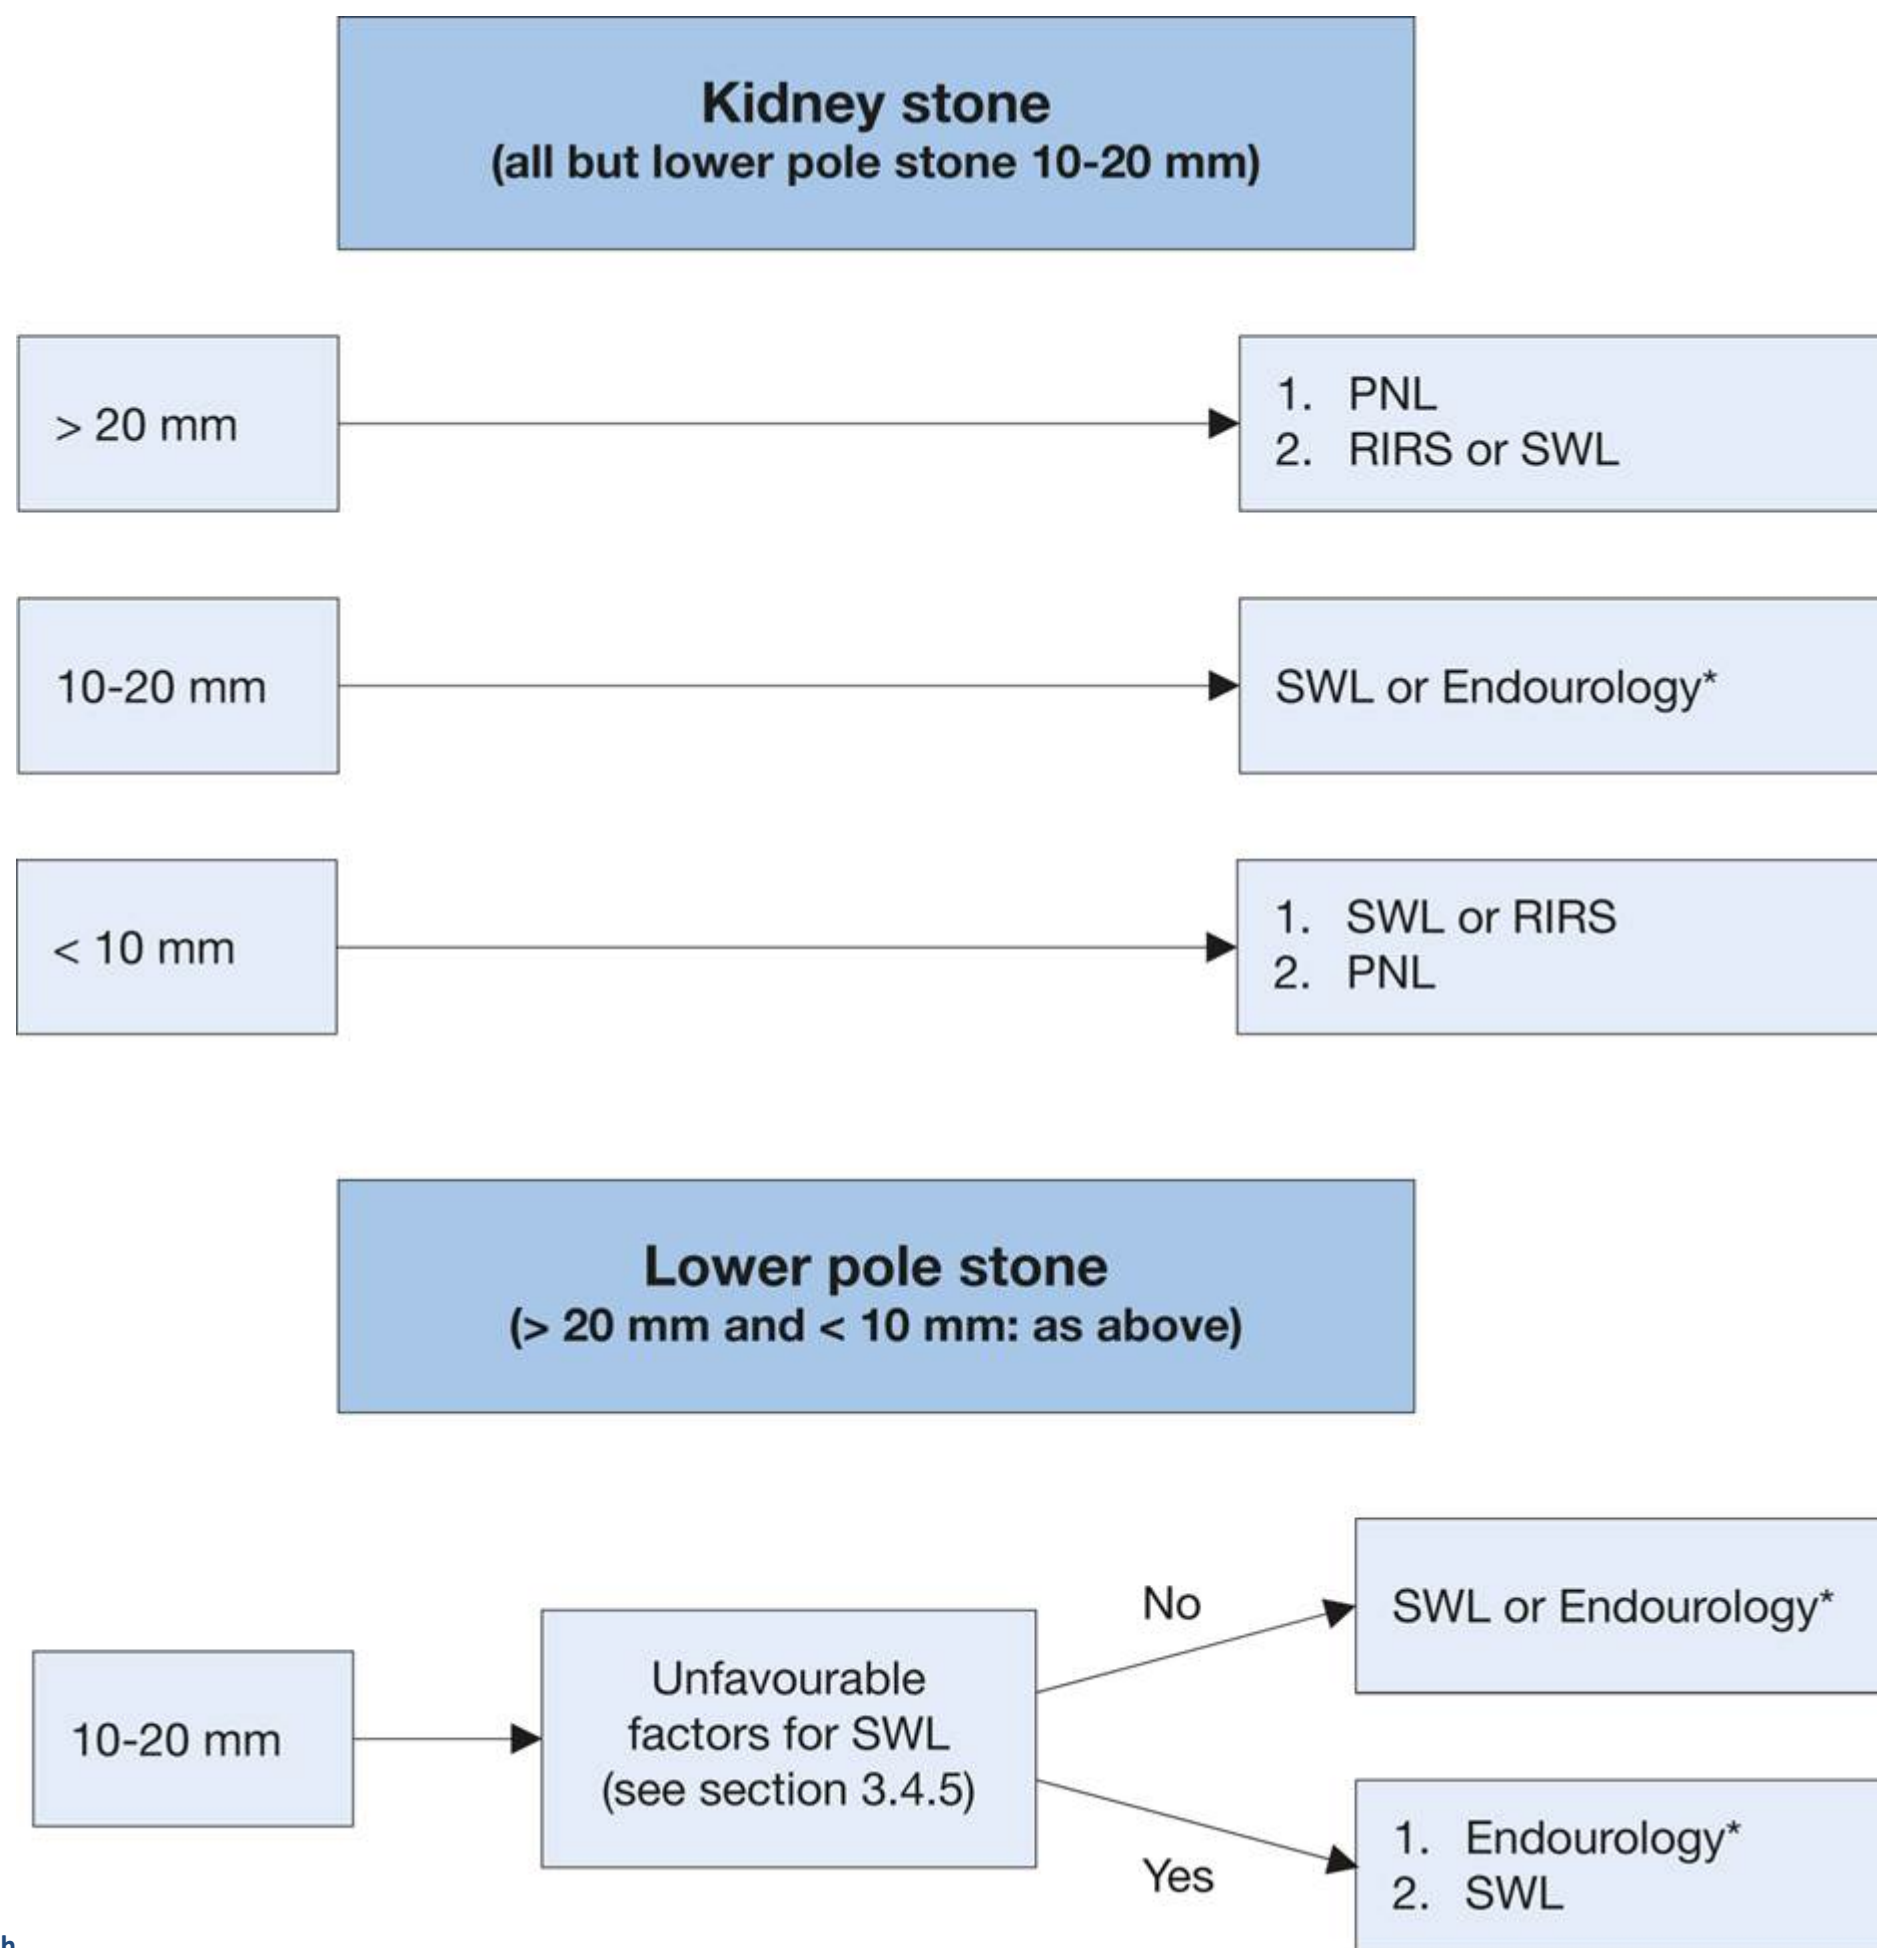 Kidney stone
(all but lower pole stone 10-20 mm)
> 20 mm
1. PNL
2. RIRS or SWL
10-20 mm
SWL or Endourology*
< 10 mm
1. SWL or RIRS
2. PNL
Lower pole stone
(> 20 mm and < 10 mm: as above)
10-20 mm
Unfavourable
factors for SWL
(see section 3.4.5)
No
SWL or Endourology*
Yes
1. Endourology*
2. SWL
h